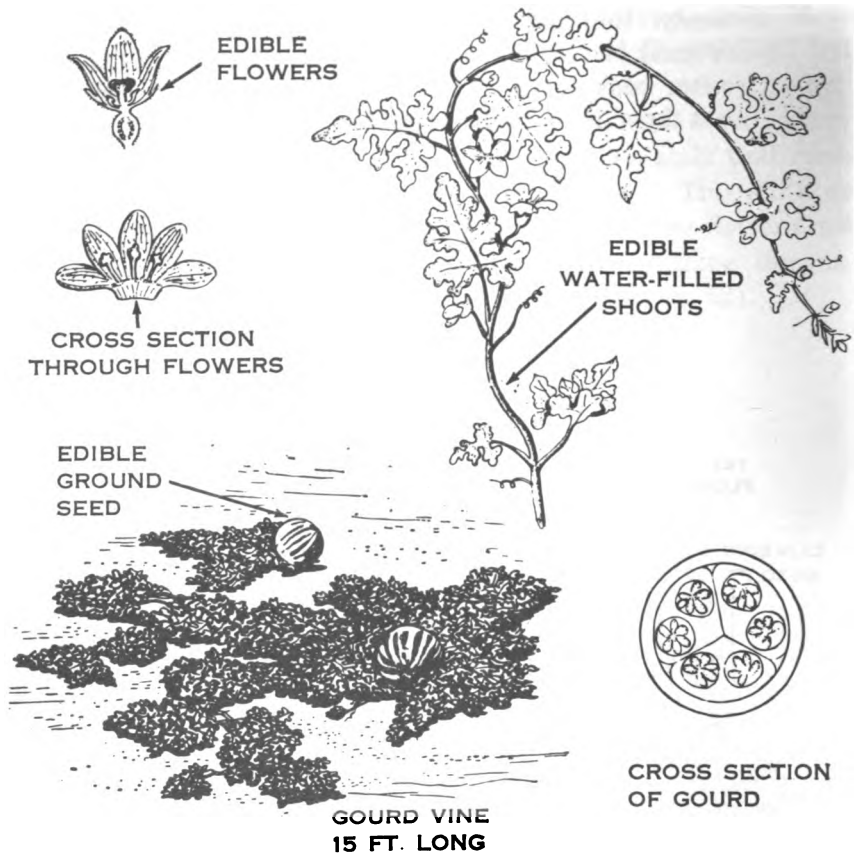 EDIBLE
FLOWERS
CROSS SECTION
THROUGH FLOWERS
EDIBLE
WATER-FILLED
SHOOTS
EDIBLE
GROUND
SEED
CROSS SECTION
OF GOURD
GOURD VINE
15 FT. LONG